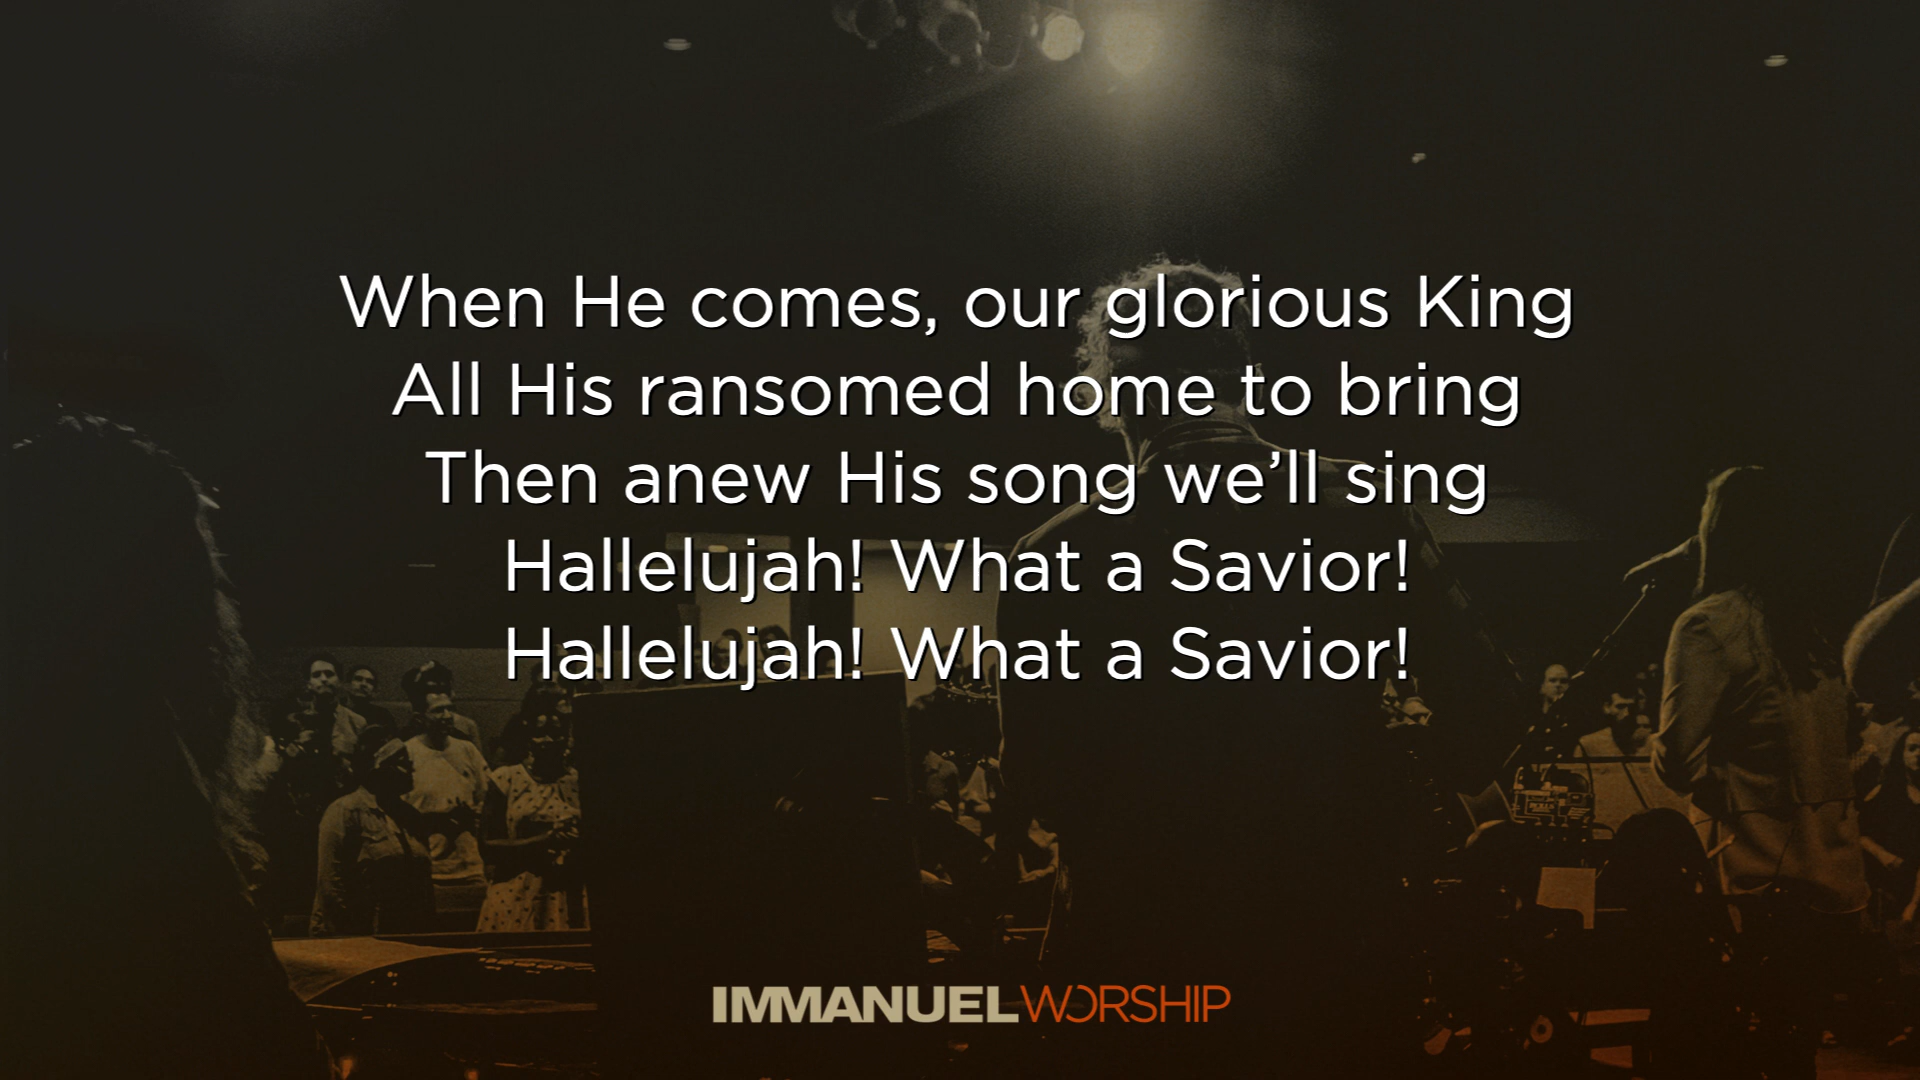 When He comes, our glorious King
All His ransomed home to bring
Then anew His song we’ll sing
Hallelujah! What a Savior!
Hallelujah! What a Savior!
IMMANUELWORSHIP